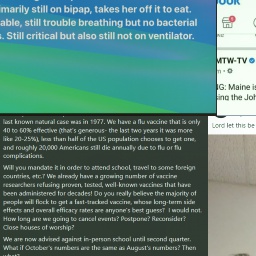 marily still on bipap, takes her off it to eat.
able, still trouble breathing but no bacterial
s. Still critical but also still not on ventilator.
OOK
MTW-TV
m
NG: Maine is
sing the Joh
Lord let this be
last known natural case was in 1977. We have a flu vaccine that is only
40 to 60% effective (that's generous- the last two years it was more
like 20-25%), less than half of the US population chooses to get one,
and roughly 20,000 Americans still die annually due to flu or flu
complications.
Will you mandate it in order to attend school, travel to some foreign
countries, etc.? We already have a growing number of vaccine
researchers refusing proven, tested, well-known vaccines that have
been administered for decades! Do you really believe the majority of
people will flock to get a fast-tracked vaccine, whose long-term side
effects and overall efficacy rates are anyone's best guess? I would not.
How long are we going to cancel events? Postpone? Reconsider?
Close houses of worship?
We are now advised against in-person school until second quarter.
What if October's numbers are the same as August's numbers? Then
what?